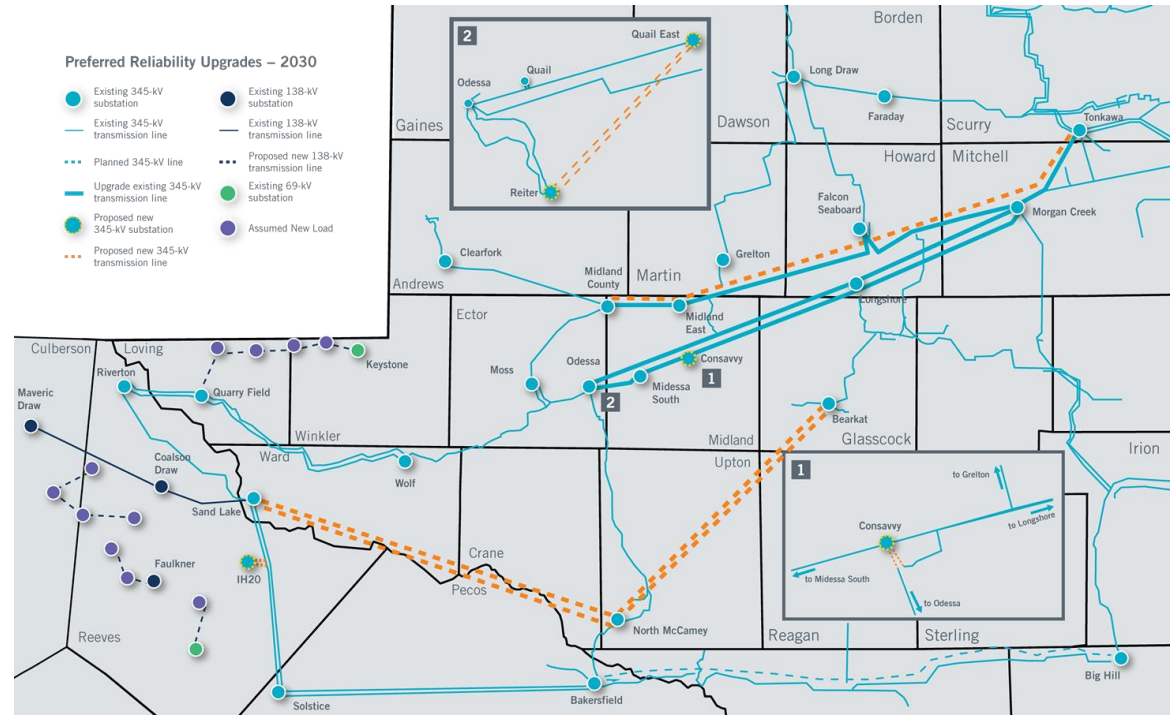 Preferred Reliability Upgrades – 2030
Existing 345-kV
substation
Existing 138-kV
substation
Existing 345-kV
transmission line
Existing 138-kV
transmission line
Planned 345-kV line
Proposed new 138-kV
transmission line
Upgrade existing 345-kV
transmission line
Existing 69-kV
substation
Proposed new
345-kV substation
Assumed New Load
Proposed new 345-kV
transmission line
2
Quail East
Quail
Odessa
Reiter
Borden
Long Draw
Faraday
Gaines
Dawson
Scurry
Tonkawa
Howard
Mitchell
Falcon
Seaboard
Morgan Creek
Clearfork
Grelton
Andrews
Midland
County
Martin
Longshore
Ector
Midland
East
Culberson
Loving
Keystone
Riverton
Moss
Odessa
Consavvy
1
Midessa
South
2
Maveric
Draw
Quarry Field
Bearkat
Winkler
Midland
Glasscock
Ward
Upton
Irion
Coalson
Draw
Wolf
Sand Lake
1
to Grelton
to Longshore
Consavvy
to Midessa South
to Odessa
Crane
Pecos
Faulkner
IH20
North McCamey
Reeves
Reagan
Sterling
Big Hill
Solstice
Bakersfield